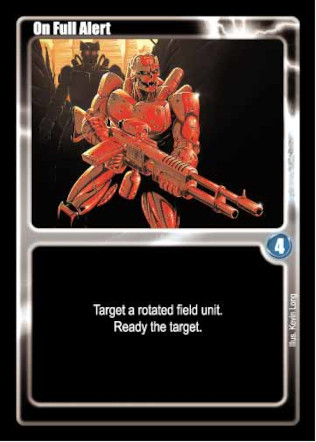 On Full Alert
4
Target a rotated field unit.
Ready the target.
Illus. Kevin Long